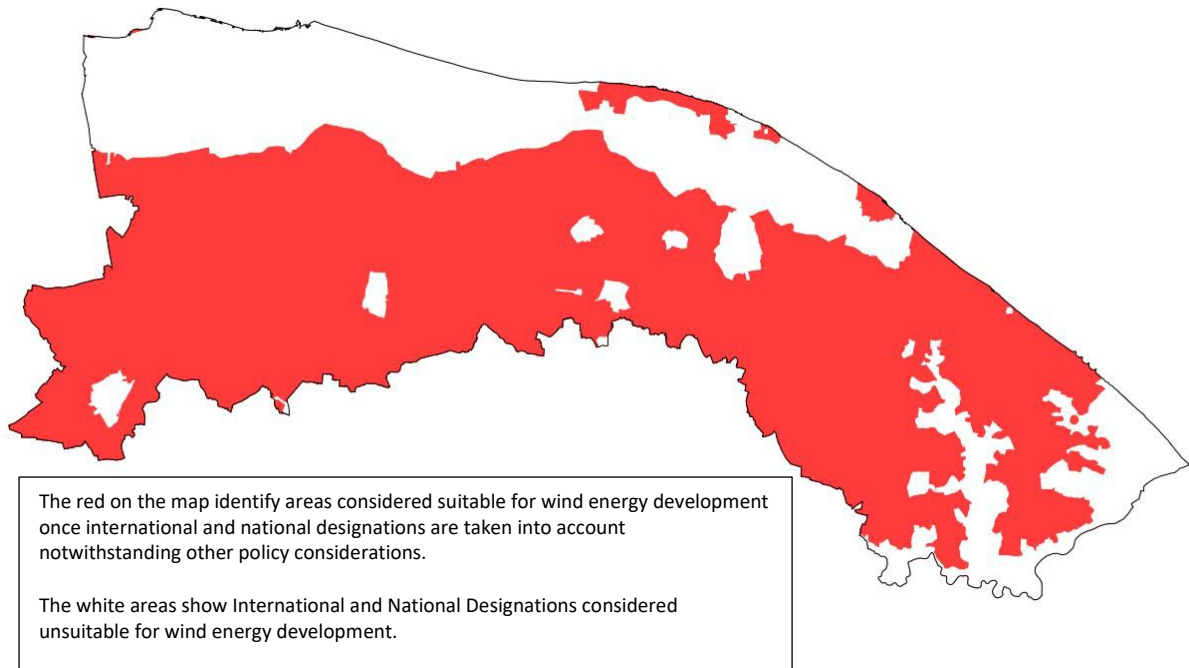 The red on the map identify areas considered suitable for wind energy development
once international and national designations are taken into account
notwithstanding other policy considerations.
The white areas show International and National Designations considered
unsuitable for wind energy development.